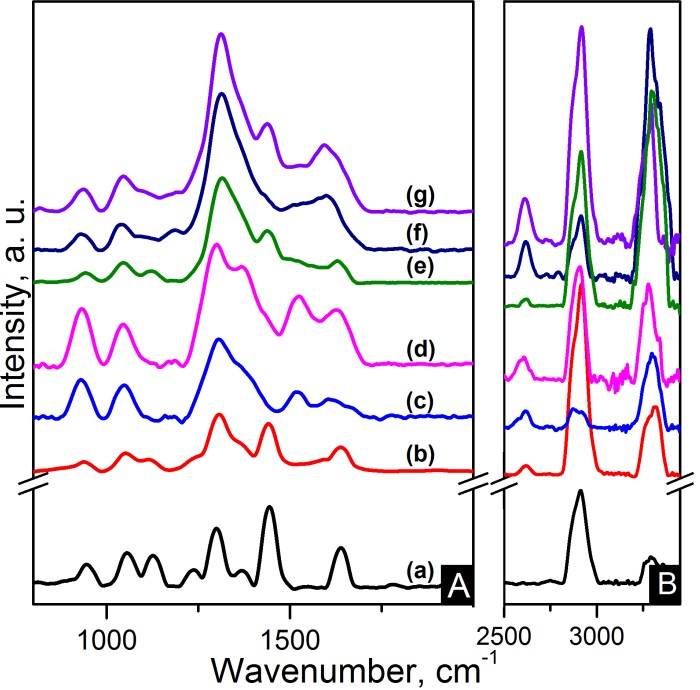 Intensity, a. u.
(g)
(f)
(e)
(d)
(c)
(b)
(a)
A
B
1000 1500 2500 3000
Wavenumber, cm-1